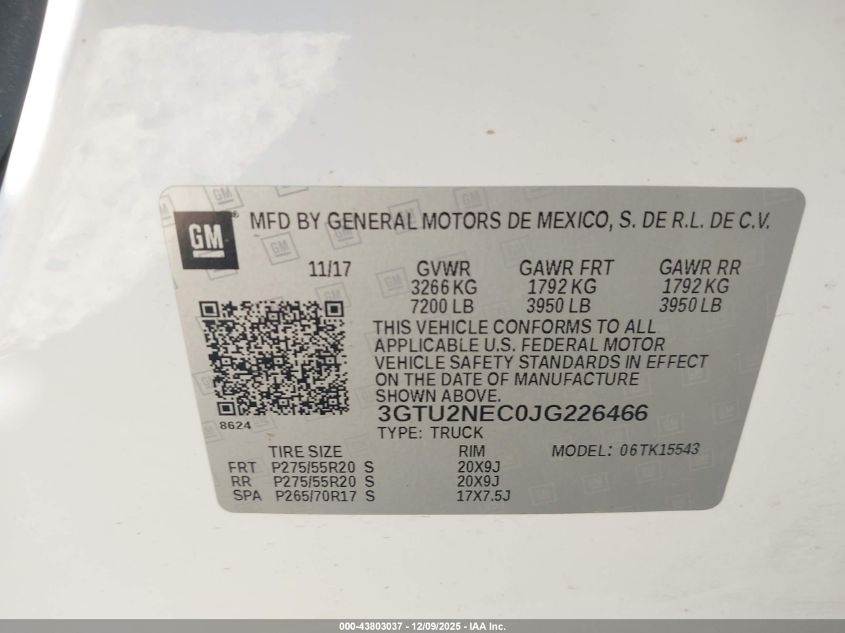 GM ® MFD BY GENERAL MOTORS DE MEXICO, S. DE R.L. DE C.V.
11/17 GVWR GAWR FRT GAWR RR
3266 KG 1792 KG 1792 KG
7200 LB 3950 LB 3950 LB
THIS VEHICLE CONFORMS TO ALL
APPLICABLE U.S. FEDERAL MOTOR
VEHICLE SAFETY STANDARDS IN EFFECT
ON THE DATE OF MANUFACTURE
SHOWN ABOVE.
3GTU2NEC0JG226466
8624
TYPE: TRUCK
TIRE SIZE RIM MODEL: 06TK15543
FRT P275/55R20 S 20X9J
RR P275/55R20 S 20X9J
SPA P265/70R17 S 17X7.5J
000-43803037 - 12/09/2025 - IAA Inc.